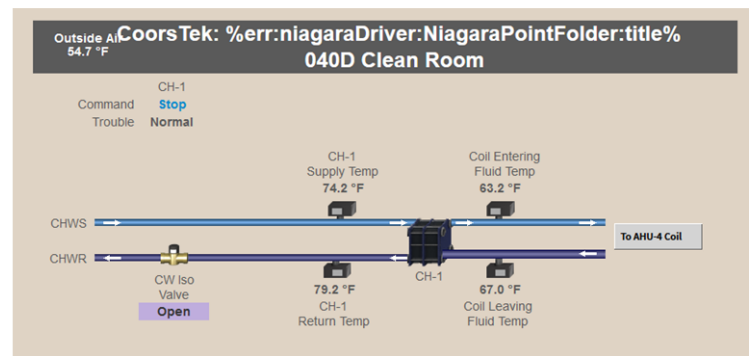 Outside Air
54.7 °F
CoorsTek: %err:niagaraDriver:NiagaraPointFolder:title%
040D Clean Room
CH-1
Command Stop
Trouble Normal
CH-1
Supply Temp
74.2 °F
Coil Entering
Fluid Temp
63.2 °F
CHWS
To AHU-4 Coil
CHWR
CW Iso
Valve
Open
79.2 °F
CH-1
Return Temp
CH-1
67.0 °F
Coil Leaving
Fluid Temp